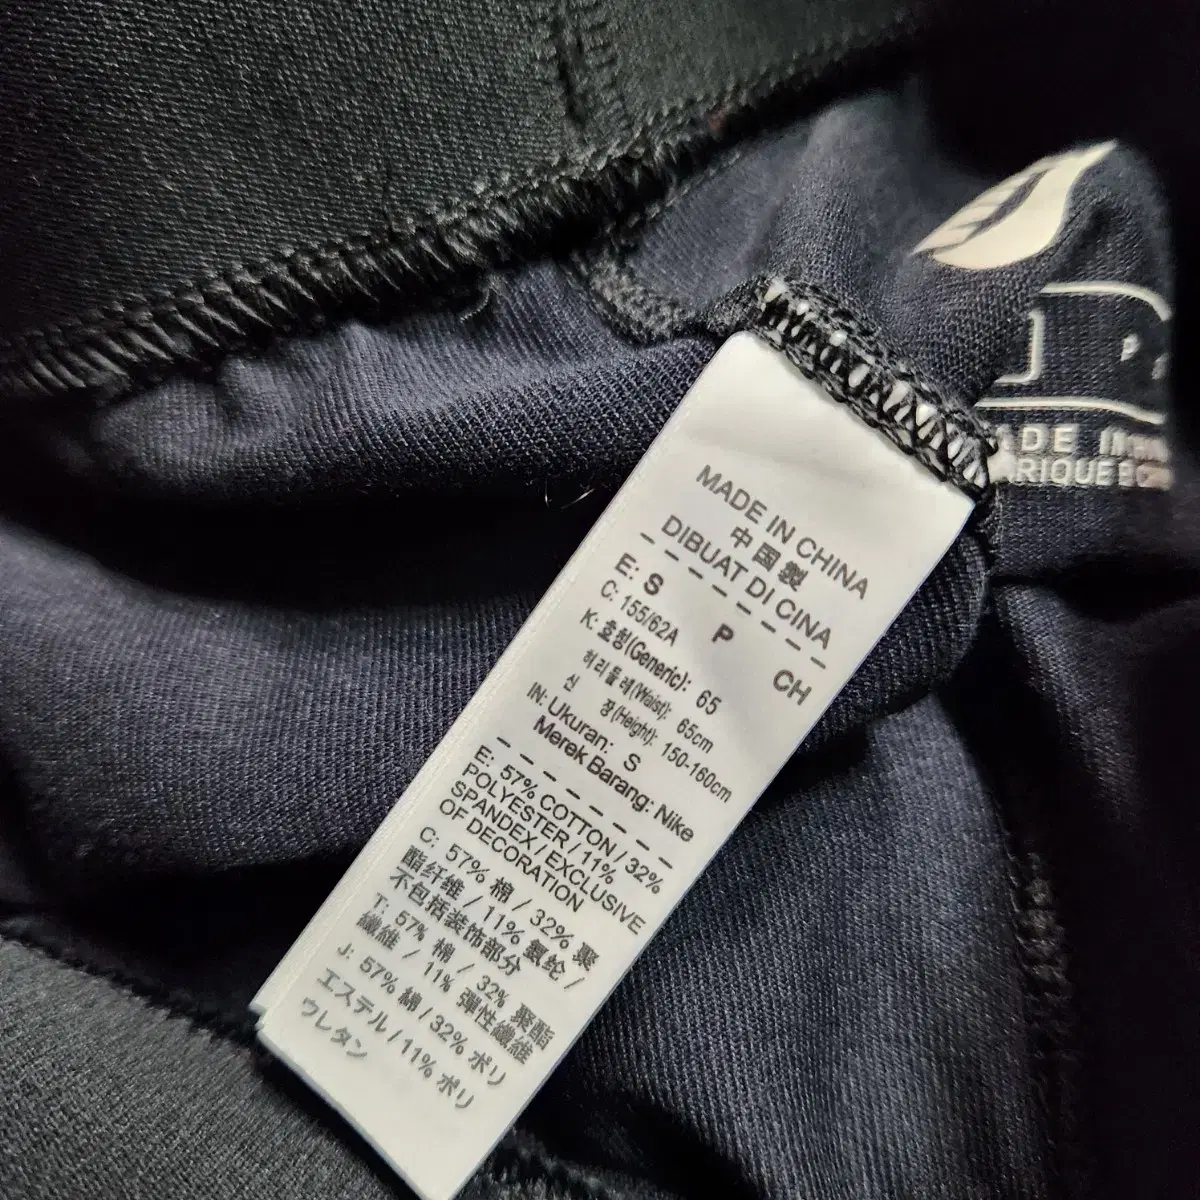 MADE IN CHINA
中国製
DIBUAT DI CINA
E: S P CH
C: 155/62A
K: 호칭(Generic): 65
허리둘레(Waist): 65cm
신 장(Height): 150-160cm
IN: Ukuran: S
Merek Barang: Nike
E: 57% COTTON / 32%
POLYESTER / 11%
SPANDEX / EXCLUSIVE
OF DECORATION
C: 57% 棉 / 32% 聚
酯纤维 / 11% 氨纶 /
不包括装饰部分
T: 57% 棉 / 32% 聚酯
纖維 / 11% 彈性纖維
J: 57% 綿 / 32% ポリ
エステル / 11% ポリ
ウレタン
P